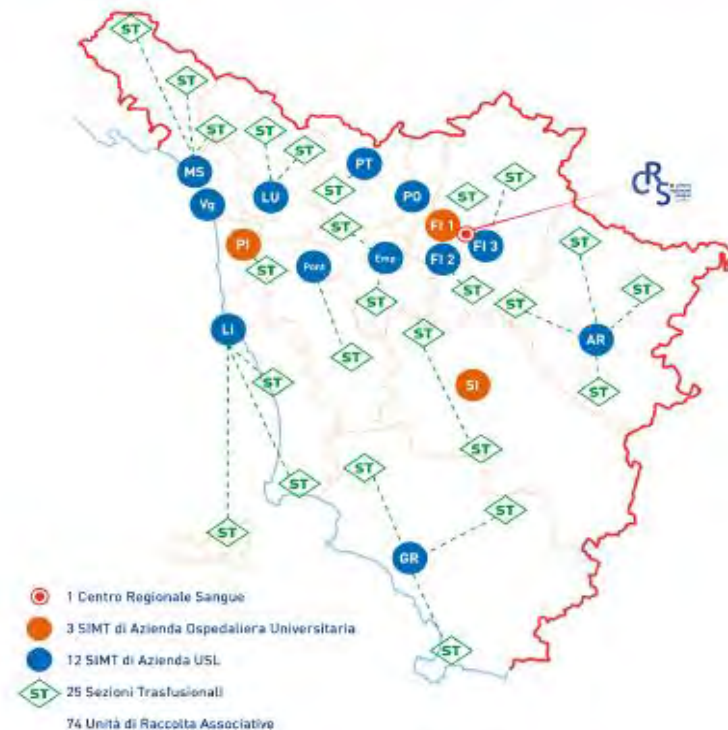 ST
ST
ST
ST
ST
PT
MS
LU
ST
PO
ST
ST
CRS
Vg
ST
FI 1
PI
Emp
FI 2
FI 3
ST
ST
Pont
ST
ST
ST
ST
LI
ST
AR
ST
ST
SI
ST
ST
ST
ST
ST
ST
ST
GR
ST
1 Centro Regionale Sangue
3 SIMT di Azienda Ospedaliera Universitaria
12 SIMT di Azienda USL
ST 25 Sezioni Trasfusionali
74 Unità di Raccolta Associative